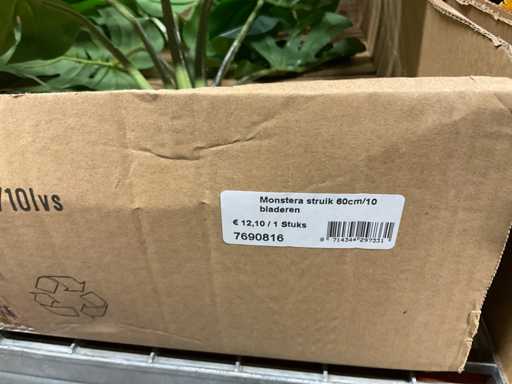 Monstera struik 60cm/10
bladeren
€ 12,10 / 1 Stuks
7690816
/10lvs